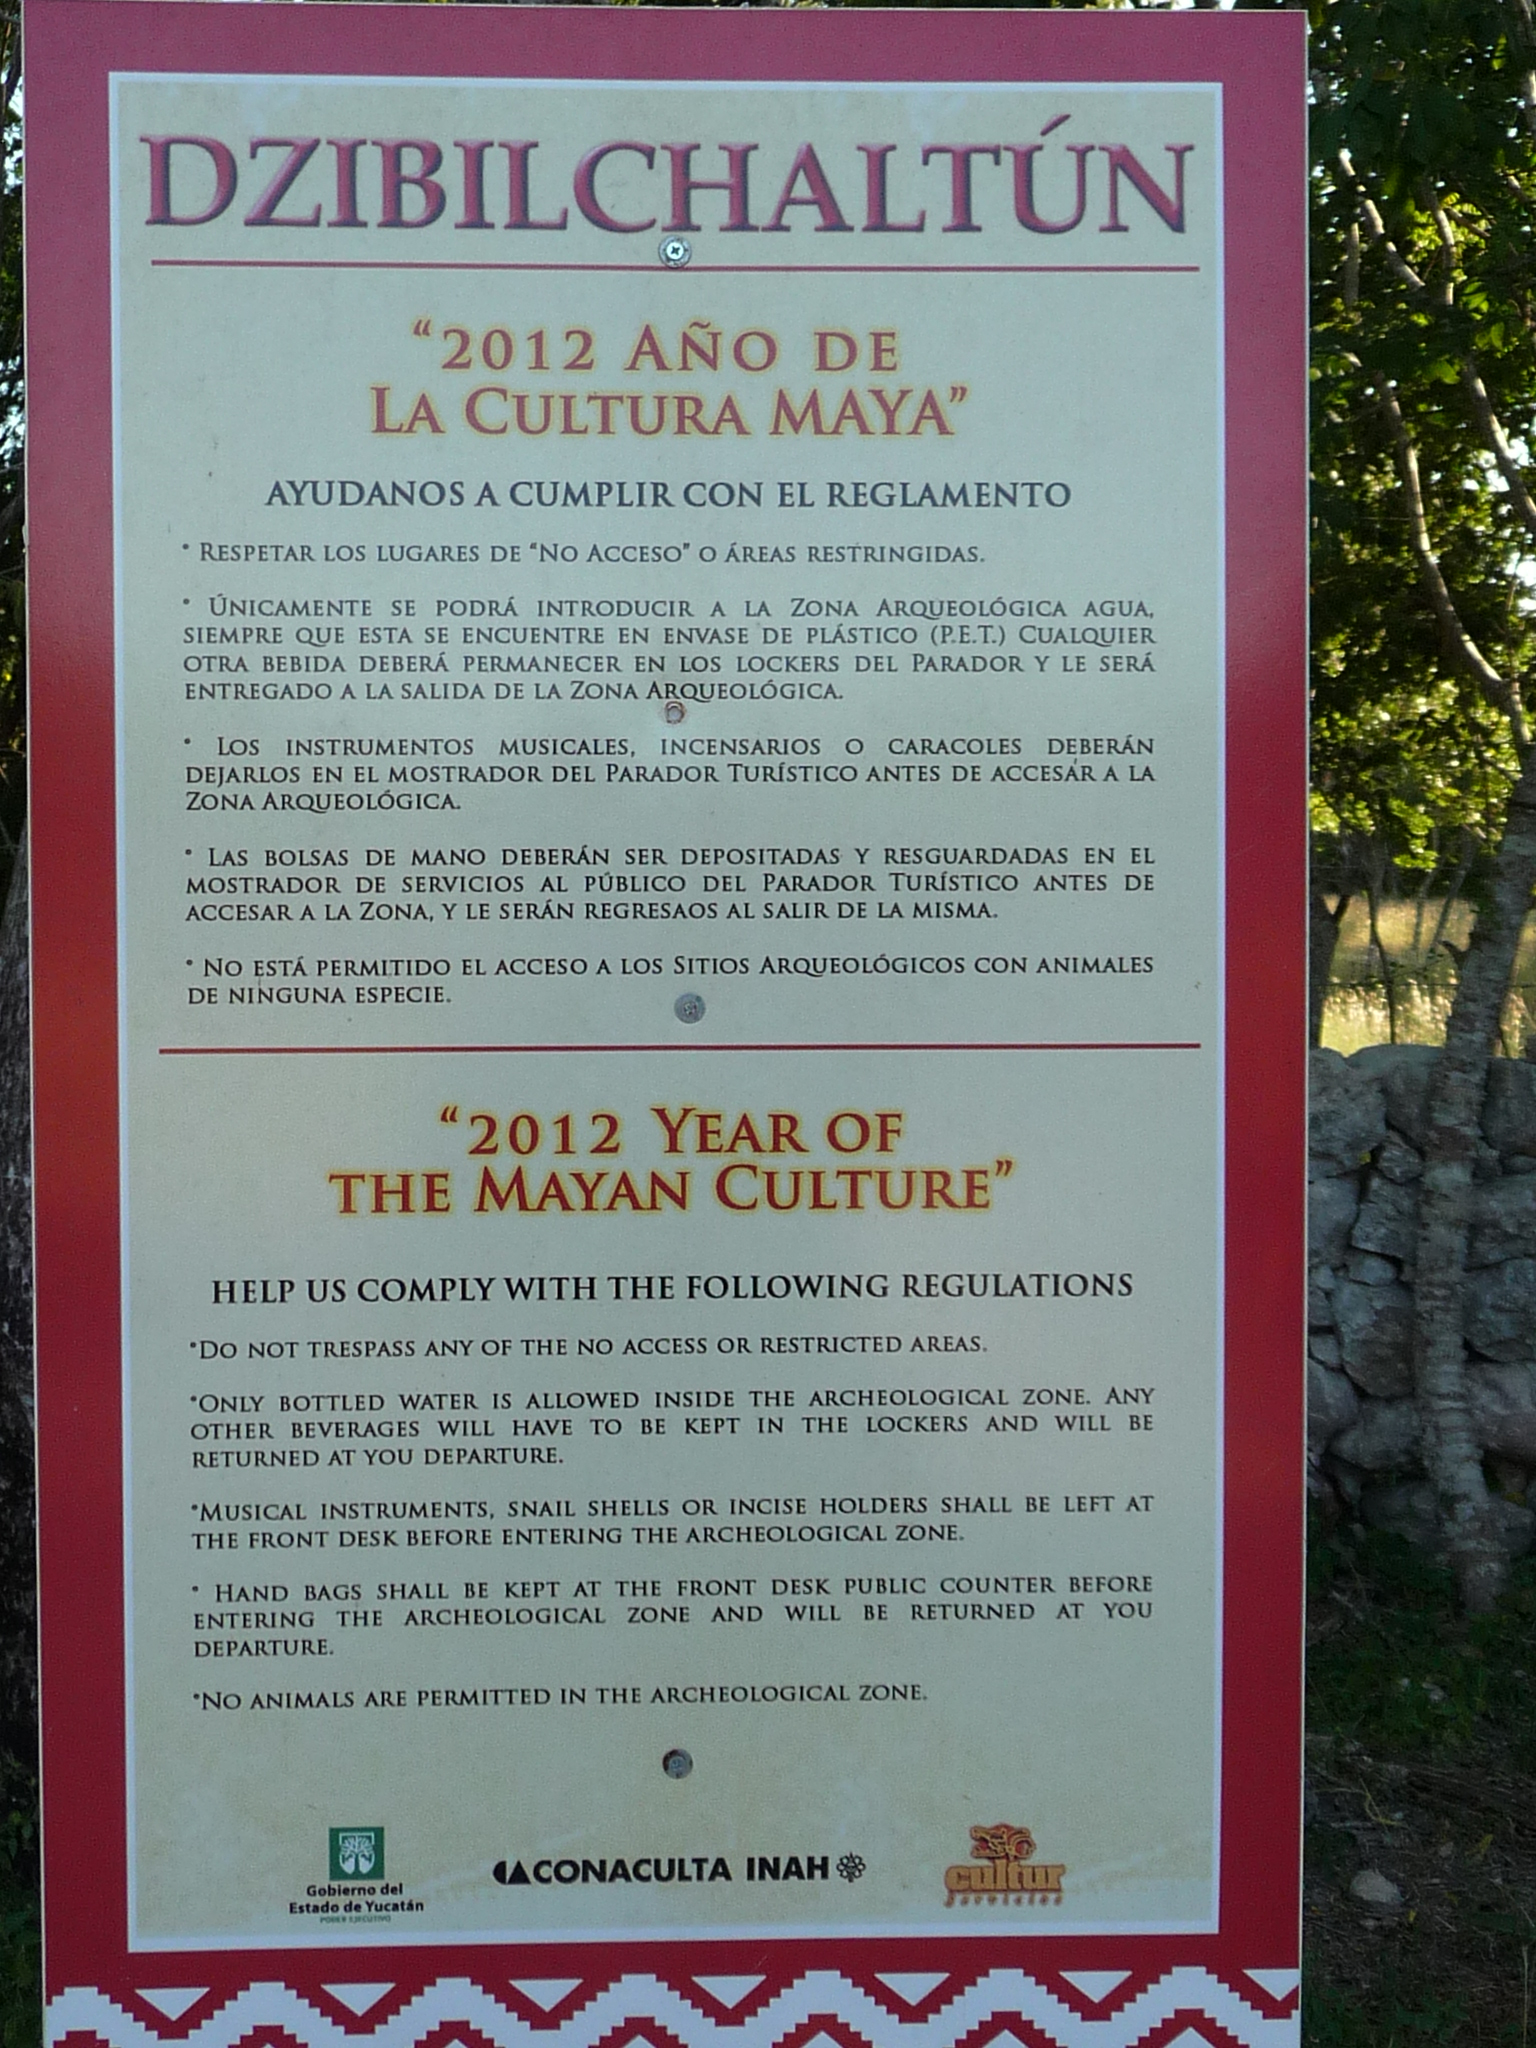 DZIBILCHALTÚN
“2012 AÑO DE
LA CULTURA MAYA”
AYUDANOS A CUMPLIR CON EL REGLAMENTO
° RESPETAR LOS LUGARES DE “NO ACCESO” O ÁREAS RESTRINGIDAS.
° ÚNICAMENTE SE PODRÁ INTRODUCIR A LA ZONA ARQUEOLÓGICA AGUA,
SIEMPRE QUE ESTA SE ENCUENTRE EN ENVASE DE PLÁSTICO (P.E.T.) CUALQUIER
OTRA BEBIDA DEBERÁ PERMANECER EN LOS LOCKERS DEL PARADOR Y LE SERÁ
ENTREGADO A LA SALIDA DE LA ZONA ARQUEOLÓGICA.
° LOS INSTRUMENTOS MUSICALES, INCENSARIOS O CARACOLES DEBERÁN
DEJARLOS EN EL MOSTRADOR DEL PARADOR TURÍSTICO ANTES DE ACCESAR A LA
ZONA ARQUEOLÓGICA.
° LAS BOLSAS DE MANO DEBERÁN SER DEPOSITADAS Y RESGUARDADAS EN EL
MOSTRADOR DE SERVICIOS AL PÚBLICO DEL PARADOR TURÍSTICO ANTES DE
ACCESAR A LA ZONA, Y LE SERÁN REGRESAOS AL SALIR DE LA MISMA.
° NO ESTÁ PERMITIDO EL ACCESO A LOS SITIOS ARQUEOLÓGICOS CON ANIMALES
DE NINGUNA ESPECIE.
“2012 YEAR OF
THE MAYAN CULTURE”
HELP US COMPLY WITH THE FOLLOWING REGULATIONS
°DO NOT TRESPASS ANY OF THE NO ACCESS OR RESTRICTED AREAS.
°ONLY BOTTLED WATER IS ALLOWED INSIDE THE ARCHEOLOGICAL ZONE. ANY
OTHER BEVERAGES WILL HAVE TO BE KEPT IN THE LOCKERS AND WILL BE
RETURNED AT YOU DEPARTURE.
°MUSICAL INSTRUMENTS, SNAIL SHELLS OR INCISE HOLDERS SHALL BE LEFT AT
THE FRONT DESK BEFORE ENTERING THE ARCHEOLOGICAL ZONE.
° HAND BAGS SHALL BE KEPT AT THE FRONT DESK PUBLIC COUNTER BEFORE
ENTERING THE ARCHEOLOGICAL ZONE AND WILL BE RETURNED AT YOU
DEPARTURE.
°NO ANIMALS ARE PERMITTED IN THE ARCHEOLOGICAL ZONE.
Gobierno del
Estado de Yucatán
PODER EJECUTIVO
CONACULTA INAH
cultur
servicios